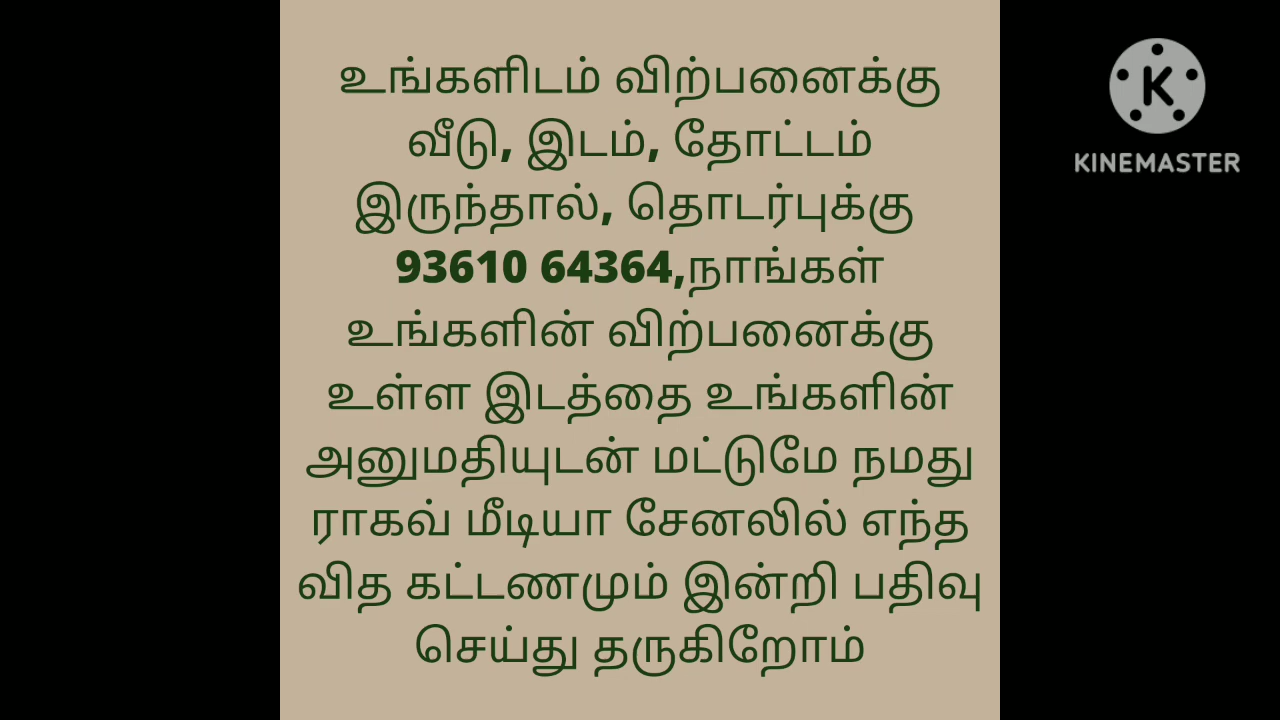 உங்களிடம் விற்பனைக்கு
வீடு, இடம், தோட்டம்
இருந்தால், தொடர்புக்கு
93610 64364,நாங்கள்
உங்களின் விற்பனைக்கு
உள்ள இடத்தை உங்களின்
அனுமதியுடன் மட்டுமே நமது
ராகவ் மீடியா சேனலில் எந்த
வித கட்டணமும் இன்றி பதிவு
செய்து தருகிறோம்
K
KINEMASTER